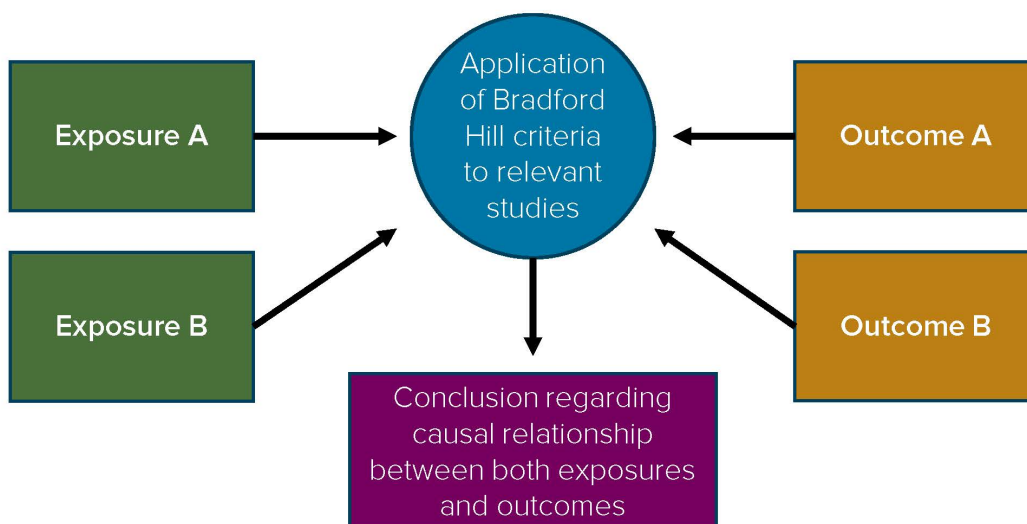 Exposure A
Exposure B
Application
of Bradford
Hill criteria
to relevant
studies
Outcome A
Outcome B
Conclusion regarding
causal relationship
between both exposures
and outcomes